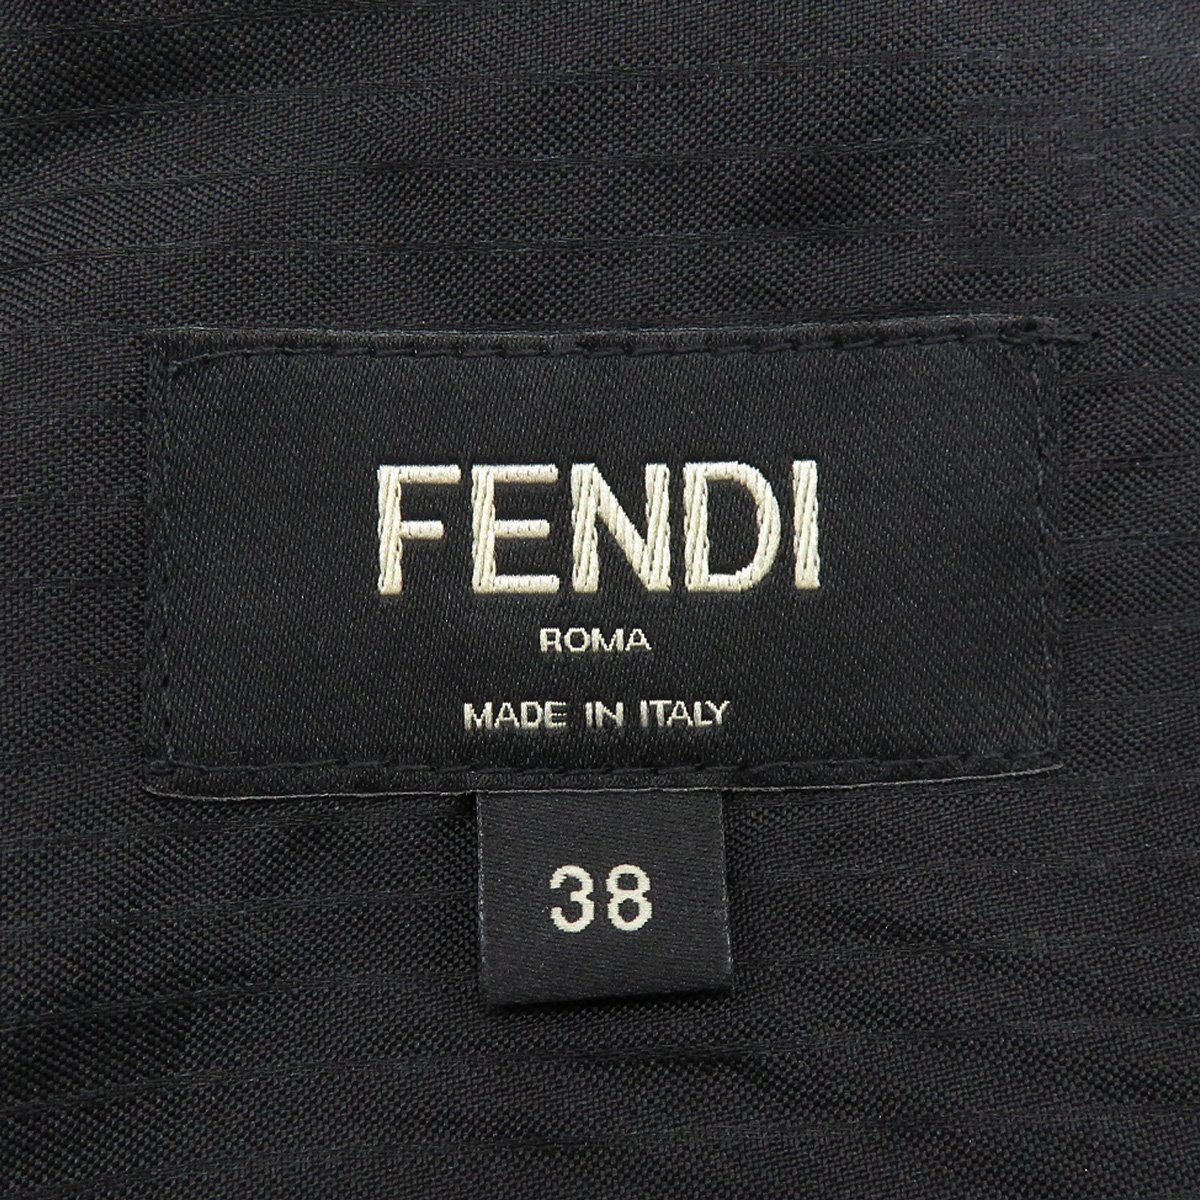 FENDI
ROMA
MADE IN ITALY
38